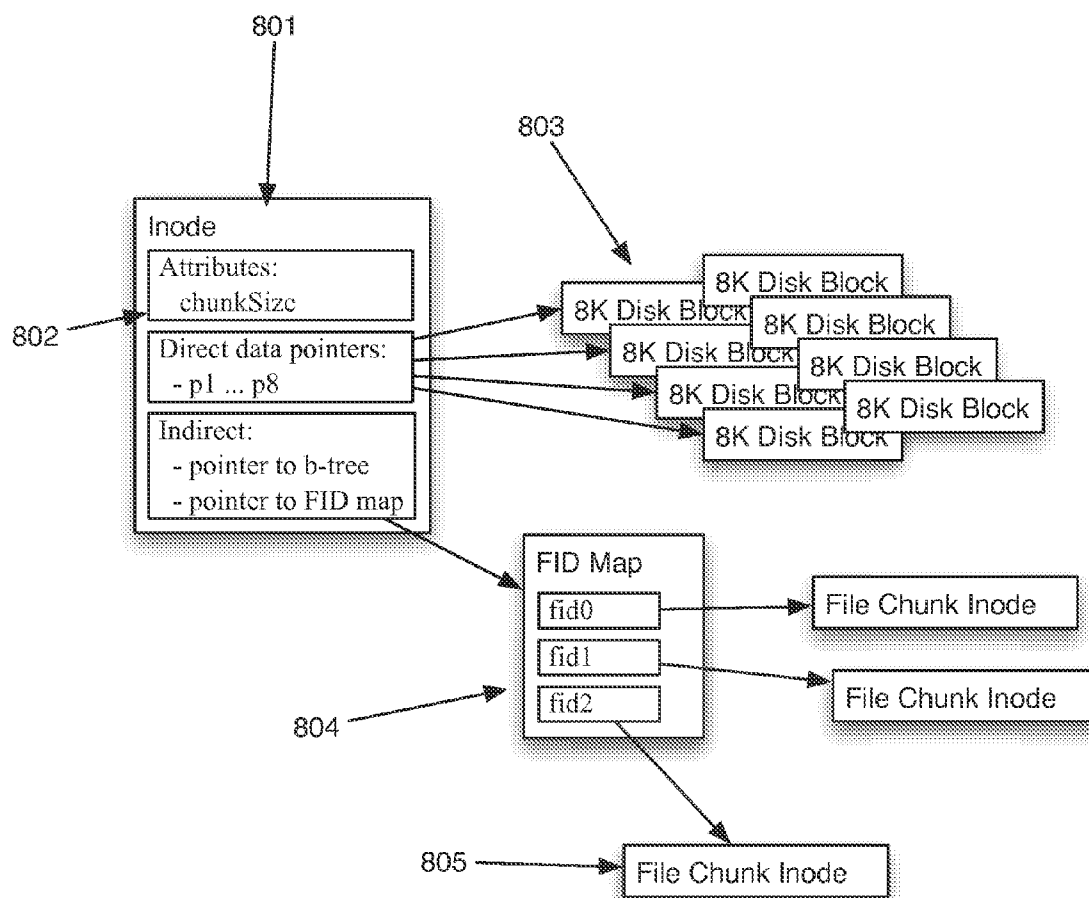 801
803
Inode
Attributes:
chunkSize
802
Direct data pointers:
- p1 ... p8
Indirect:
- pointer to b-tree
- pointer to FID map
8K Disk Block
8K Disk Block
8K Disk Block
8K Disk Block
8K Disk Block
8K Disk Block
8K Disk Block
8K Disk Block
FID Map
fid0
fid1
fid2
804
File Chunk Inode
File Chunk Inode
805
File Chunk Inode